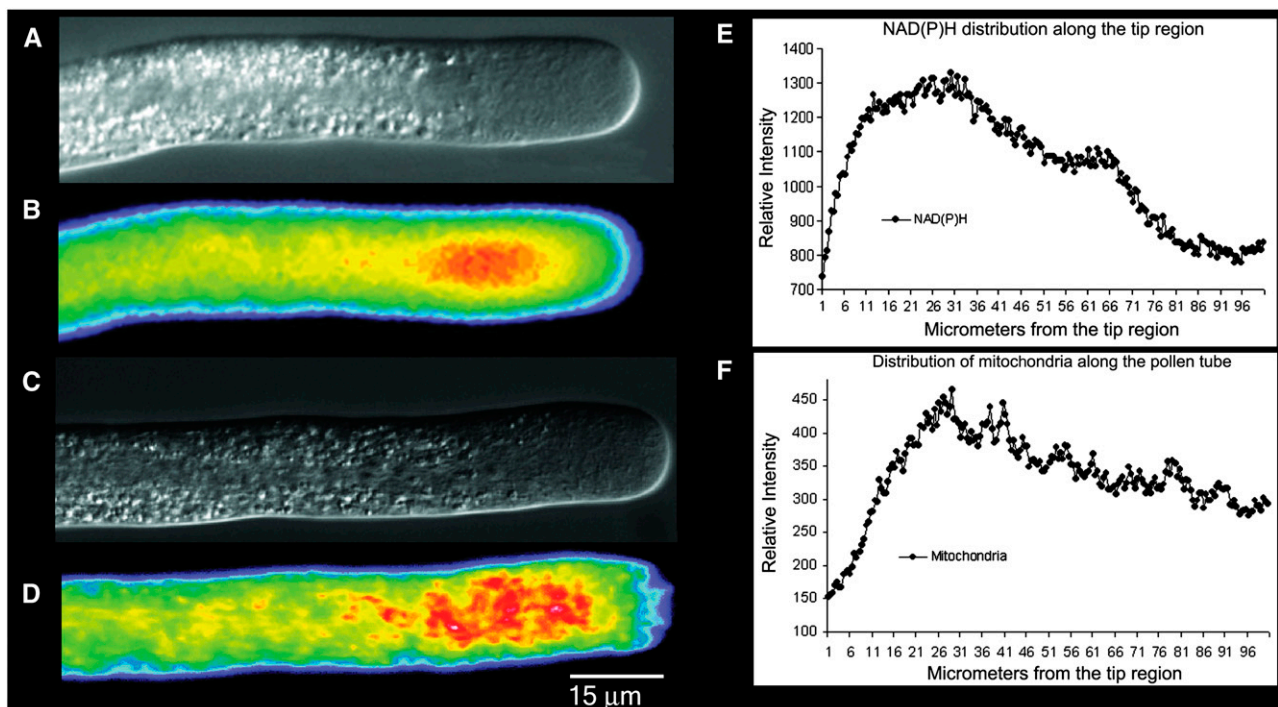 A
B
C
D
15 µm
E
NAD(P)H distribution along the tip region
Relative Intensity
1400
1300
1200
1100
1000
900
800
700
NAD(P)H
1 6 11 16 21 26 31 36 41 46 51 56 61 66 71 76 81 86 91 96
Micrometers from the tip region
F
Distribution of mitochondria along the pollen tube
Relative Intensity
450
400
350
300
250
200
150
100
Mitochondria
1 6 11 16 21 26 31 36 41 46 51 56 61 66 71 76 81 86 91 96
Micrometers from the tip region